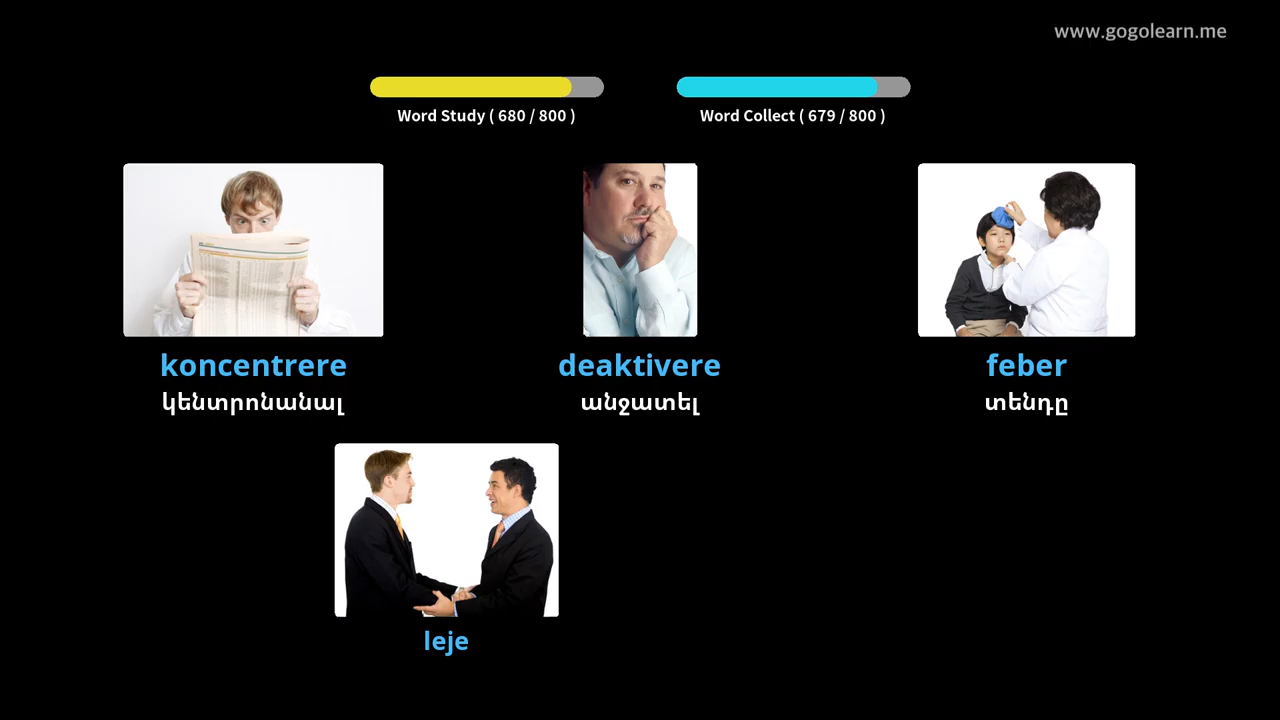 www.gogolearn.me
Word Study ( 680 / 800 )
Word Collect ( 679 / 800 )
koncentrere
կենտրոնանալ
deaktivere
անջատել
feber
տենդը
leje